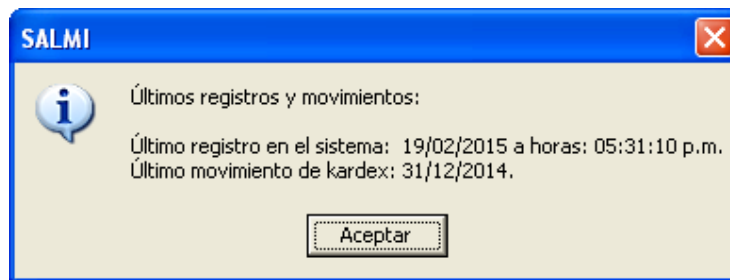 SALMI
Últimos registros y movimientos:
Último registro en el sistema:  19/02/2015 a horas: 05:31:10 p.m.
Último movimiento de kardex: 31/12/2014.
Aceptar